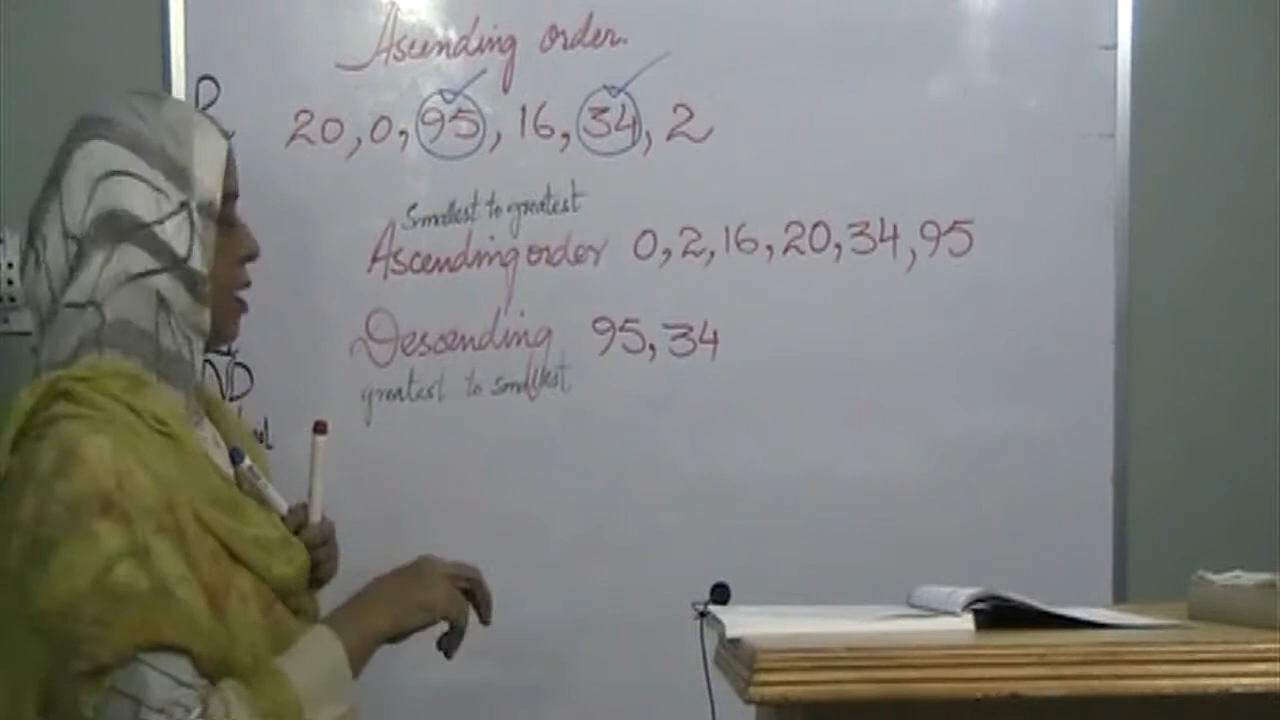 Ascending order.
20, 0, 95, 16, 34, 2
Smallest to greatest
Ascending order 0, 2, 16, 20, 34, 95
Descending 95, 34
greatest to smallest